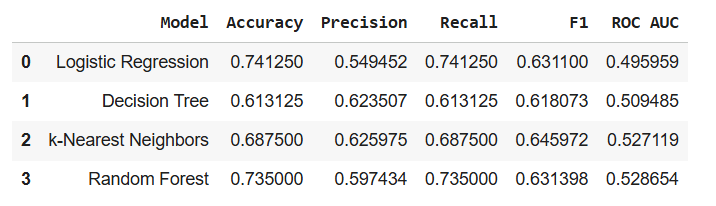 Model Accuracy Precision Recall F1 ROC AUC
0 Logistic Regression 0.741250 0.549452 0.741250 0.631100 0.495959
1 Decision Tree 0.613125 0.623507 0.613125 0.618073 0.509485
2 k-Nearest Neighbors 0.687500 0.625975 0.687500 0.645972 0.527119
3 Random Forest 0.735000 0.597434 0.735000 0.631398 0.528654